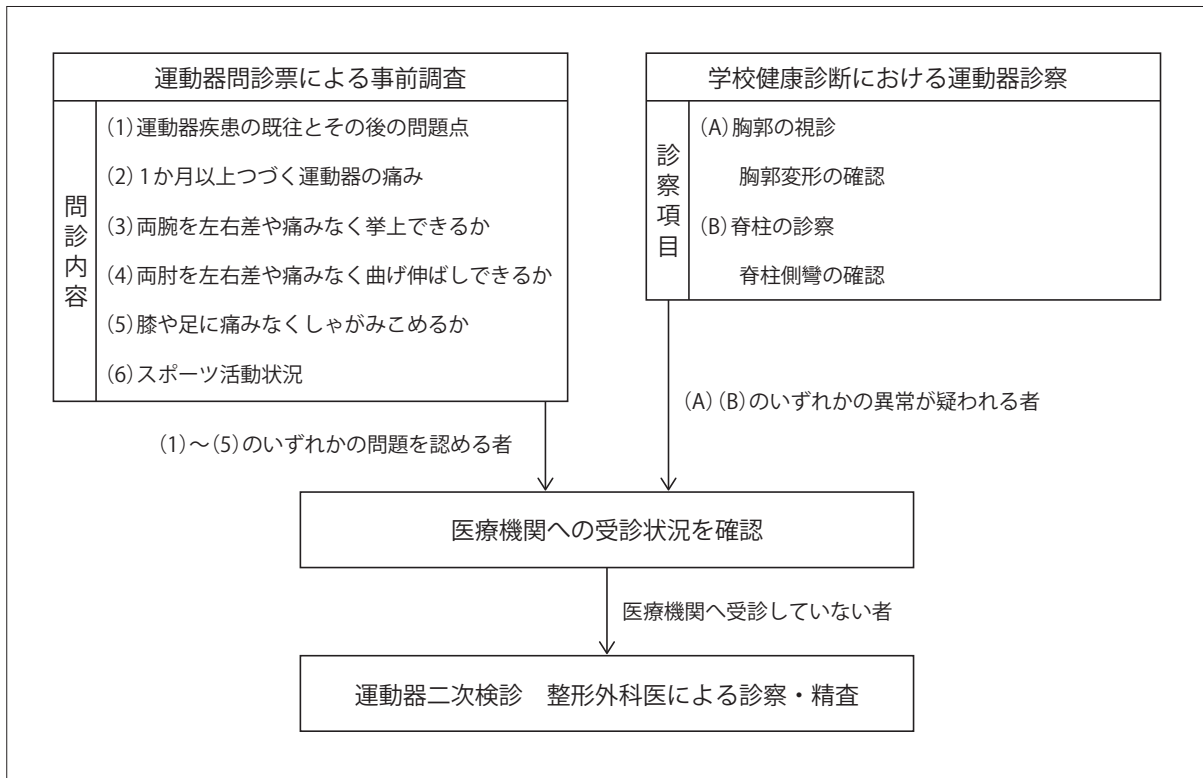 運動器問診票による事前調査
問診内容
(1)運動器疾患の既往とその後の問題点
(2)1か月以上つづく運動器の痛み
(3)両腕を左右差や痛みなく挙上できるか
(4)両肘を左右差や痛みなく曲げ伸ばしできるか
(5)膝や足に痛みなくしゃがみこめるか
(6)スポーツ活動状況
学校健康診断における運動器診察
診察項目
(A)胸郭の視診
胸郭変形の確認
(B)脊柱の診察
脊柱側彎の確認
(1)〜(5)のいずれかの問題を認める者
(A)(B)のいずれかの異常が疑われる者
医療機関への受診状況を確認
医療機関へ受診していない者
運動器二次検診　整形外科医による診察・精査